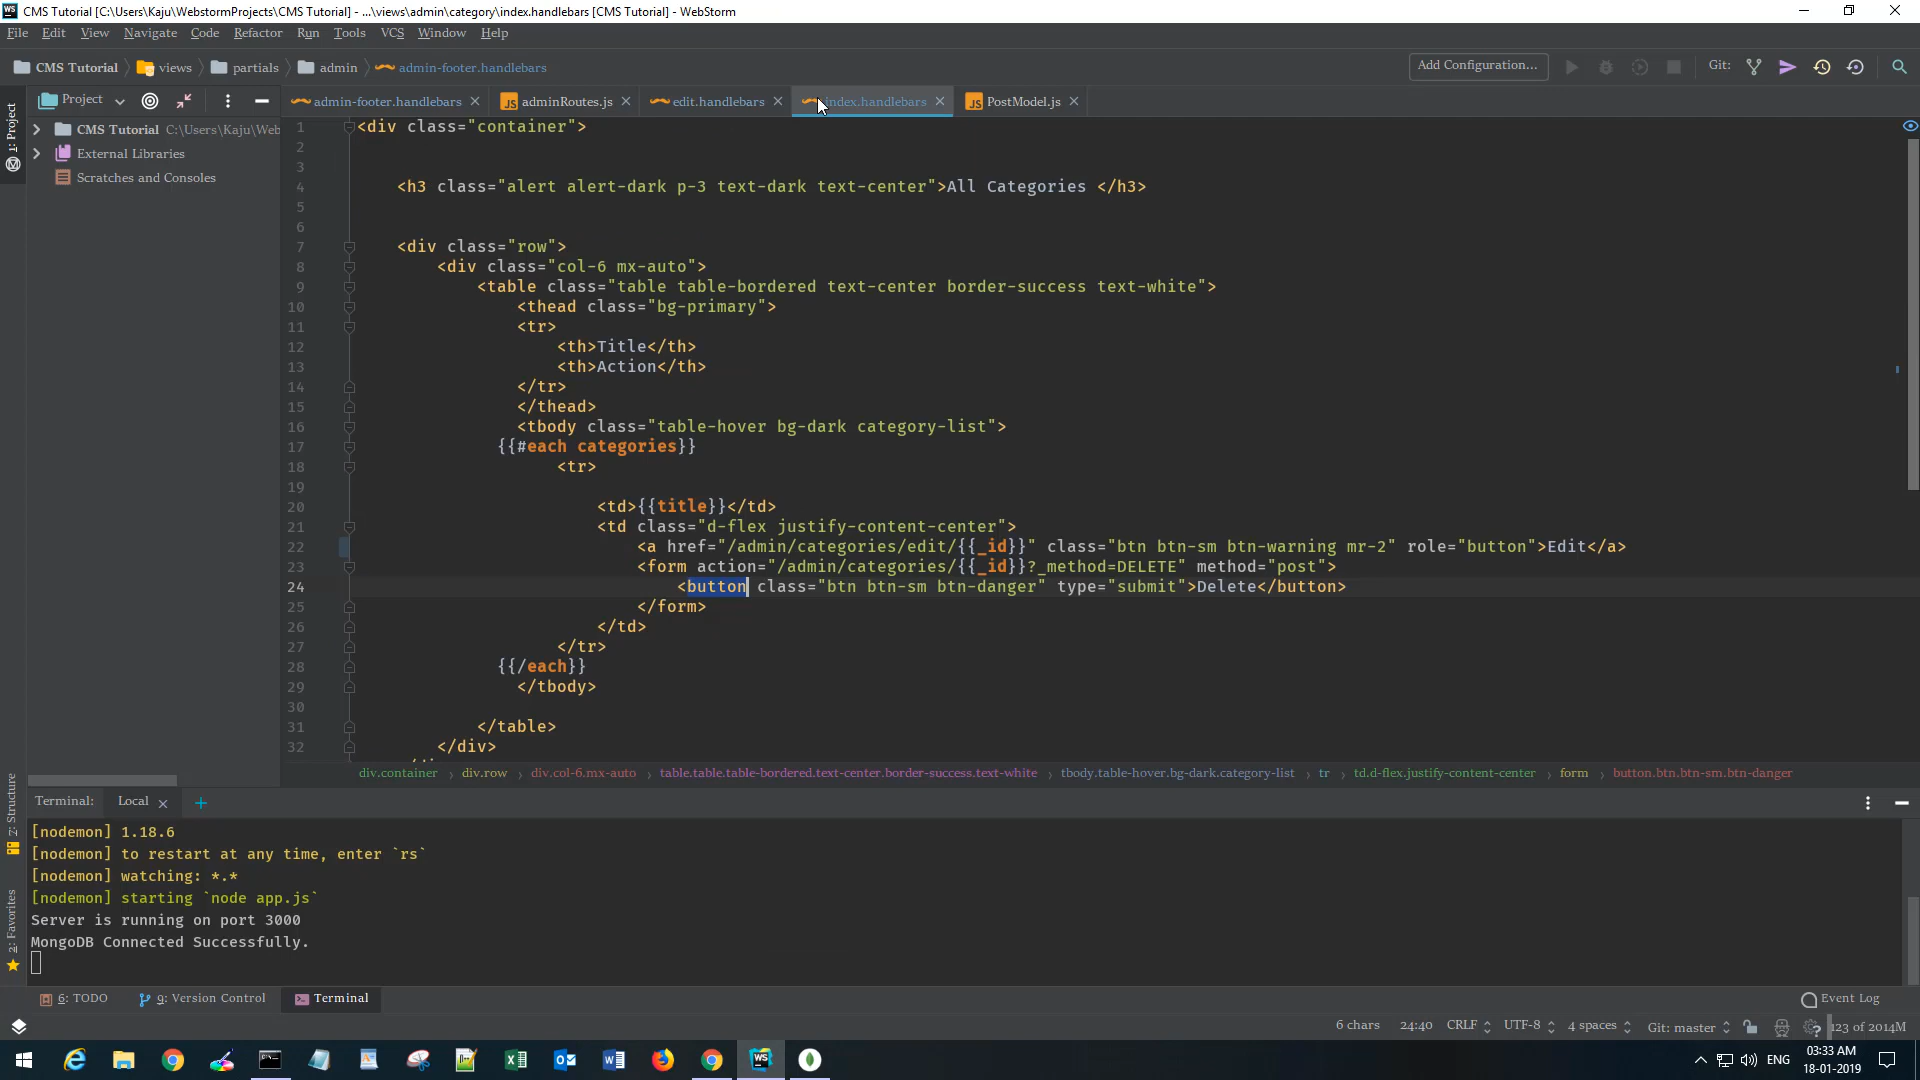 CMS Tutorial [C:\Users\Kaju\WebstormProjects\CMS Tutorial] - ...\views\admin\category\index.handlebars [CMS Tutorial] - WebStorm
File Edit View Navigate Code Refactor Run Tools VCS Window Help
CMS Tutorial views partials admin admin-footer.handlebars Add Configuration... Git:
1: Project
Project admin-footer.handlebars adminRoutes.js edit.handlebars index.handlebars PostModel.js
CMS Tutorial C:\Users\Kaju\Web
External Libraries
Scratches and Consoles
1 <div class="container">
2
3
4 <h3 class="alert alert-dark p-3 text-dark text-center">All Categories </h3>
5
6
7 <div class="row">
8 <div class="col-6 mx-auto">
9 <table class="table table-bordered text-center border-success text-white">
10 <thead class="bg-primary">
11 <tr>
12 <th>Title</th>
13 <th>Action</th>
14 </tr>
15 </thead>
16 <tbody class="table-hover bg-dark category-list">
17 {{#each categories}}
18 <tr>
19
20 <td>{{title}}</td>
21 <td class="d-flex justify-content-center">
22 <a href="/admin/categories/edit/{{_id}}" class="btn btn-sm btn-warning mr-2" role="button">Edit</a>
23 <form action="/admin/categories/{{_id}}?_method=DELETE" method="post">
24 <button class="btn btn-sm btn-danger" type="submit">Delete</button>
25 </form>
26 </td>
27 </tr>
28 {{/each}}
29 </tbody>
30
31 </table>
32 </div>
div.container div.row div.col-6.mx-auto table.table.table-bordered.text-center.border-success.text-white tbody.table-hover.bg-dark.category-list tr td.d-flex.justify-content-center form button.btn.btn-sm.btn-danger
Z: Structure
2: Favorites
Terminal: Local
[nodemon] 1.18.6
[nodemon] to restart at any time, enter `rs`
[nodemon] watching: *.*
[nodemon] starting `node app.js`
Server is running on port 3000
MongoDB Connected Successfully.
6: TODO 9: Version Control Terminal Event Log
6 chars 24:40 CRLF UTF-8 4 spaces Git: master 123 of 2014M
ENG 03:33 AM
18-01-2019